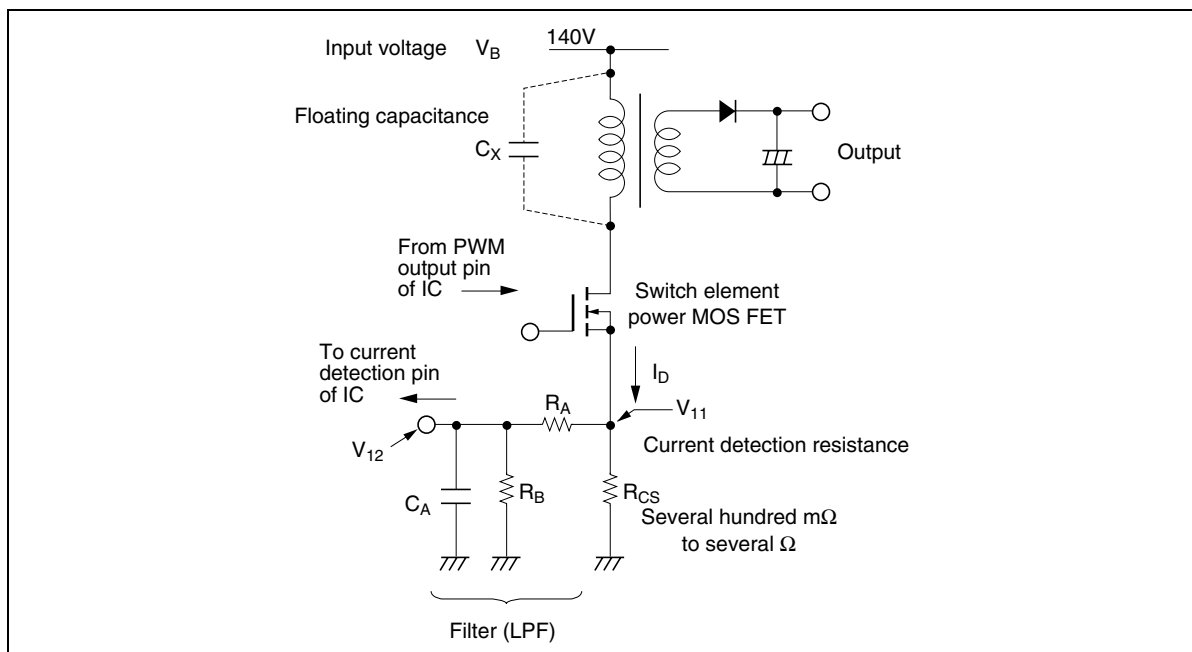 Input voltage V_B
140V
Floating capacitance
C_X
Output
From PWM
output pin
of IC
Switch element
power MOS FET
To current
detection pin
of IC
I_D
R_A
V_11
V_12
Current detection resistance
C_A
R_B
R_CS
Several hundred mΩ
to several Ω
Filter (LPF)